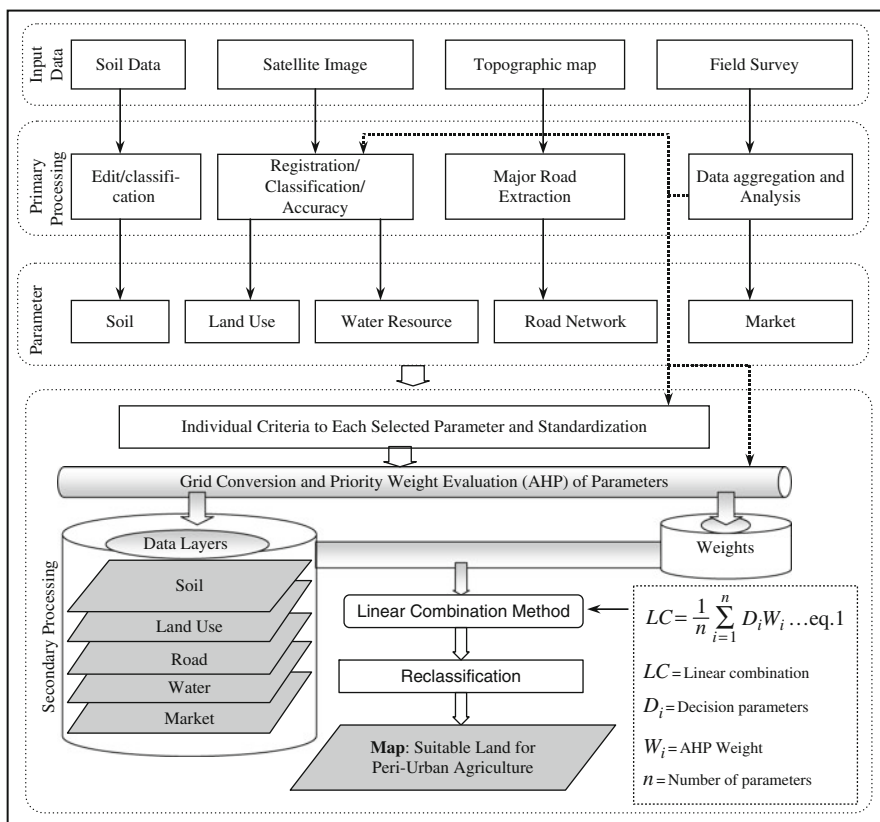 Input
Data
Soil Data
Satellite Image
Topographic map
Field Survey
Primary
Processing
Edit/classifi-
cation
Registration/
Classification/
Accuracy
Major Road
Extraction
Data aggregation and
Analysis
Parameter
Soil
Land Use
Water Resource
Road Network
Market
Secondary Processing
Individual Criteria to Each Selected Parameter and Standardization
Grid Conversion and Priority Weight Evaluation (AHP) of Parameters
Data Layers
Soil
Land Use
Road
Water
Market
Weights
Linear Combination Method
Reclassification
Map: Suitable Land for
Peri-Urban Agriculture
LC = 1/n ∑_{i=1}^{n} D_i W_i ...eq.1
LC = Linear combination
D_i = Decision parameters
W_i = AHP Weight
n = Number of parameters